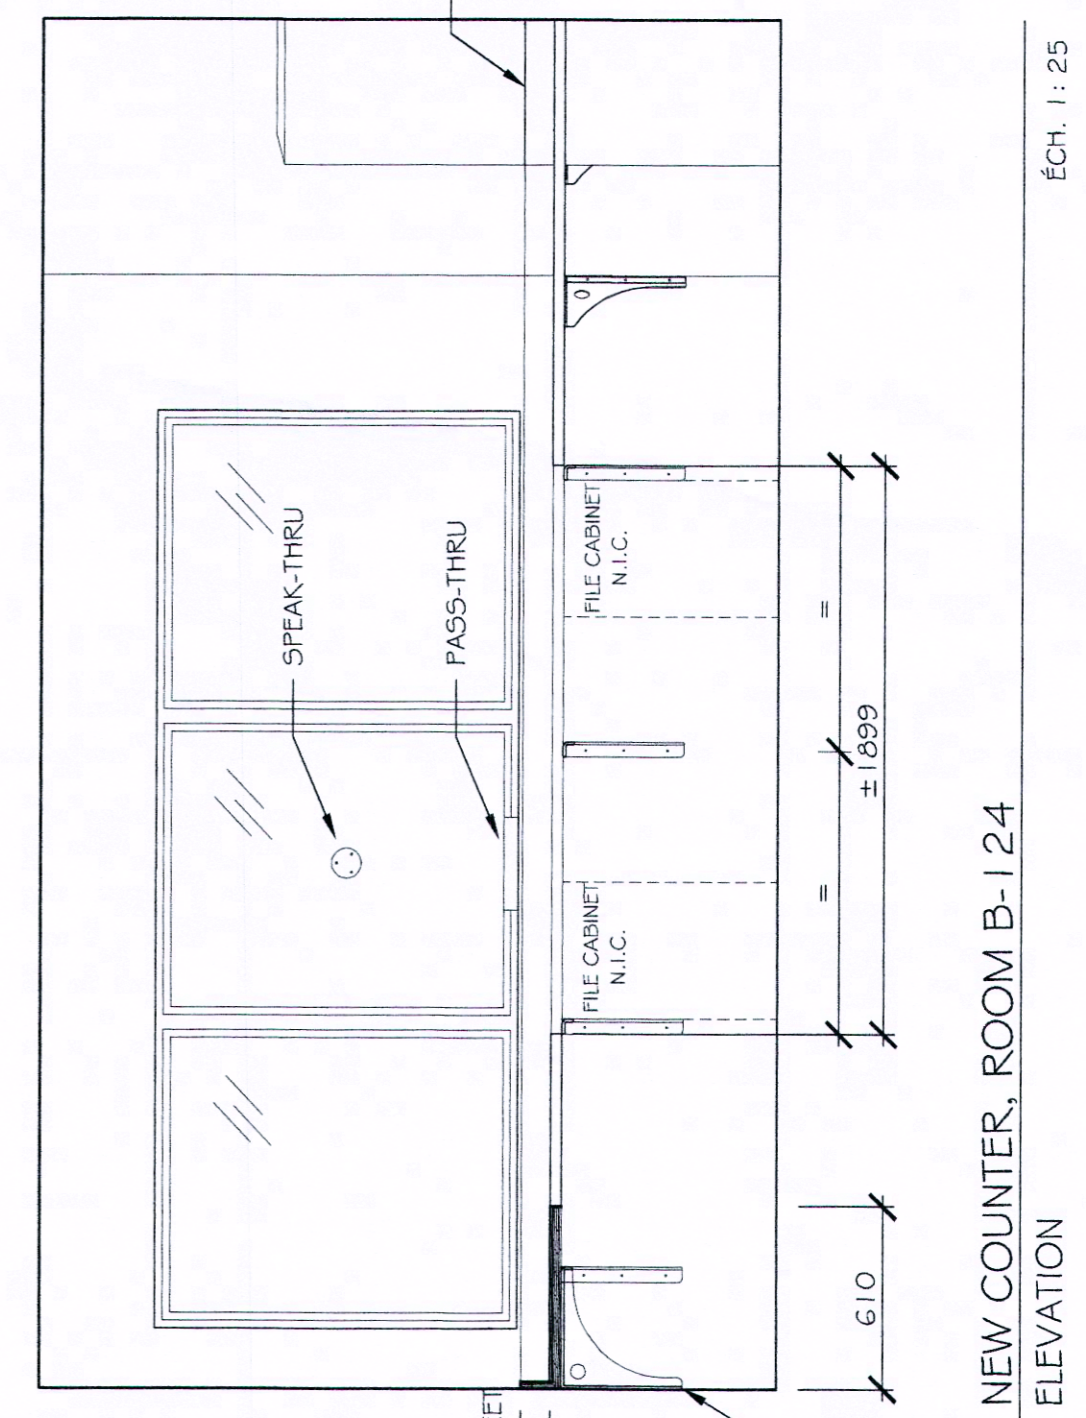 SPEAK-THRU
PASS-THRU
FILE CABINET
N.I.C.
FILE CABINET
N.I.C.
=
=
±1899
610
NEW COUNTER, ROOM B-124
ELEVATION
ÉCH. 1:25